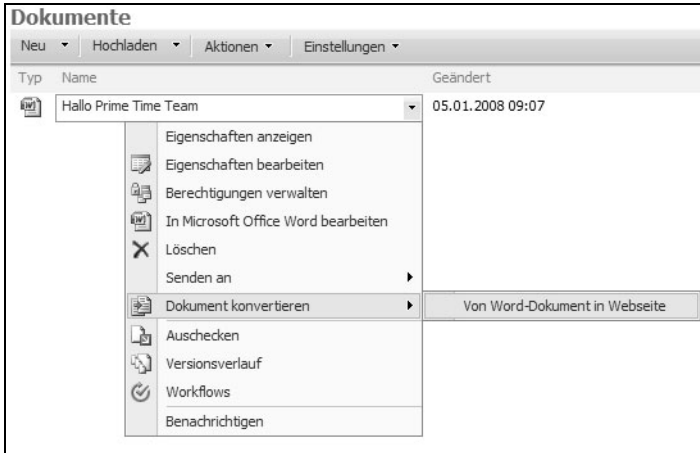 Dokumente
Neu Hochladen Aktionen Einstellungen
Typ Name Geändert
Hallo Prime Time Team 05.01.2008 09:07
Eigenschaften anzeigen
Eigenschaften bearbeiten
Berechtigungen verwalten
In Microsoft Office Word bearbeiten
Löschen
Senden an
Dokument konvertieren Von Word-Dokument in Webseite
Auschecken
Versionsverlauf
Workflows
Benachrichtigen